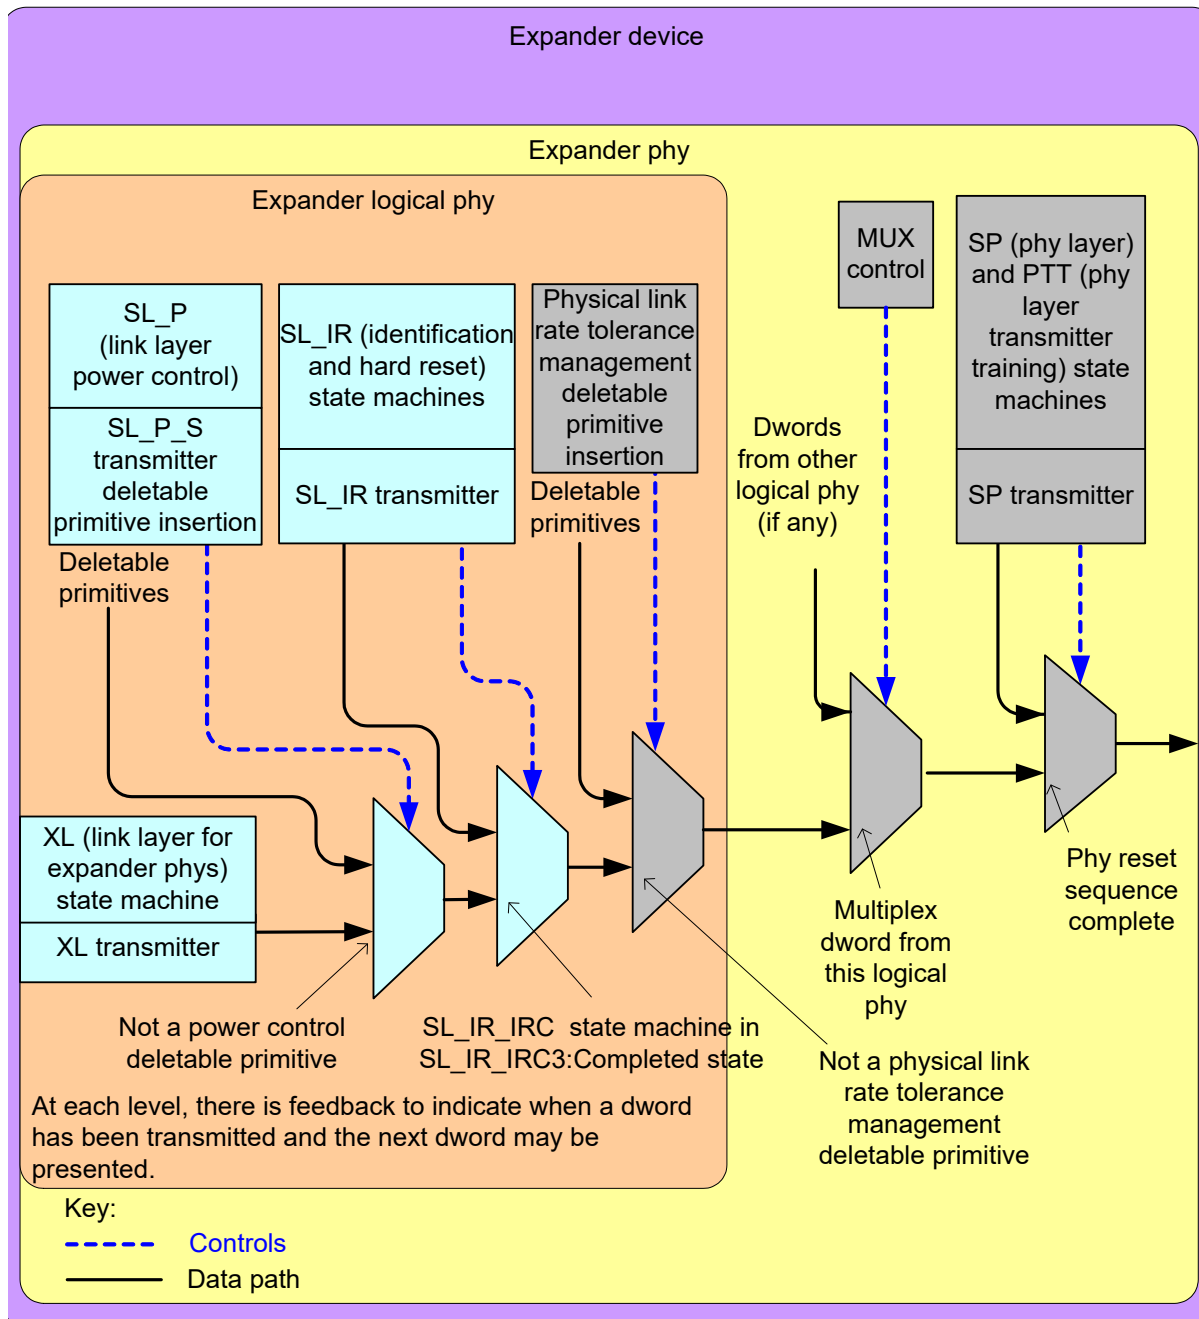 Expander device
Expander phy
Expander logical phy
SL_P
(link layer
power control)
SL_P_S
transmitter
deletable
primitive insertion
SL_IR (identification
and hard reset)
state machines
SL_IR transmitter
Physical link
rate tolerance
management
deletable
primitive
insertion
MUX
control
SP (phy layer)
and PTT (phy
layer
transmitter
training) state
machines
SP transmitter
Deletable
primitives
Deletable
primitives
Dwords
from other
logical phy
(if any)
XL (link layer for
expander phys)
state machine
XL transmitter
Not a power control
deletable primitive
SL_IR_IRC  state machine in
SL_IR_IRC3:Completed state
Multiplex
dword from
this logical
phy
Phy reset
sequence
complete
Not a physical link
rate tolerance
management
deletable primitive
At each level, there is feedback to indicate when a dword
has been transmitted and the next dword may be
presented.
Key:
Controls
Data path